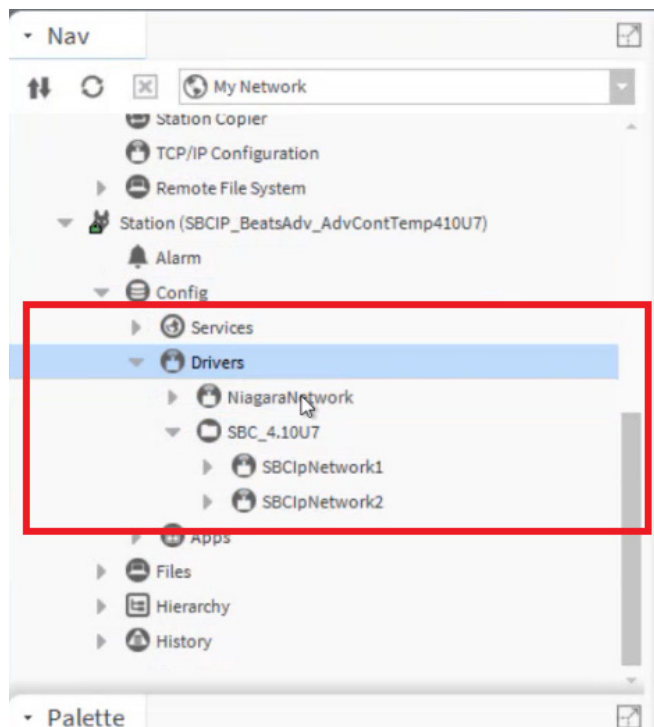 Nav
My Network
Station Copier
TCP/IP Configuration
Remote File System
Station (SBCIP_BeatsAdv_AdvContTemp410U7)
Alarm
Config
Services
Drivers
NiagaraNetwork
SBC_4.10U7
SBCIpNetwork1
SBCIpNetwork2
Apps
Files
Hierarchy
History
Palette